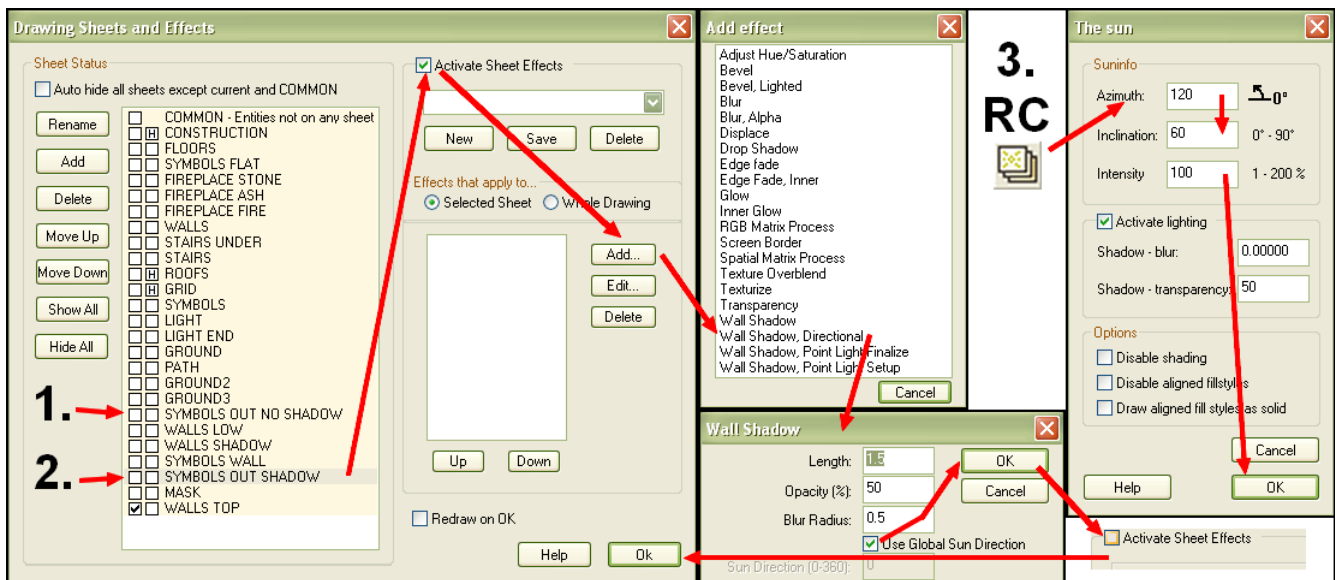 Drawing Sheets and Effects
Sheet Status
Auto hide all sheets except current and COMMON
Rename
Add
Delete
Move Up
Move Down
Show All
Hide All
COMMON - Entities not on any sheet
H CONSTRUCTION
FLOORS
SYMBOLS FLAT
FIREPLACE STONE
FIREPLACE ASH
FIREPLACE FIRE
WALLS
STAIRS UNDER
STAIRS
H ROOFS
H GRID
SYMBOLS
LIGHT
LIGHT END
GROUND
PATH
GROUND2
GROUND3
SYMBOLS OUT NO SHADOW
WALLS LOW
WALLS SHADOW
SYMBOLS WALL
SYMBOLS OUT SHADOW
MASK
WALLS TOP
1.
2.
Activate Sheet Effects
New Save Delete
Effects that apply to...
Selected Sheet Whole Drawing
Add...
Edit...
Delete
Up Down
Redraw on OK
Help Ok
Add effect
Adjust Hue/Saturation
Bevel
Bevel, Lighted
Blur
Blur, Alpha
Displace
Drop Shadow
Edge fade
Edge Fade, Inner
Glow
Inner Glow
RGB Matrix Process
Screen Border
Spatial Matrix Process
Texture Overblend
Texturize
Transparency
Wall Shadow
Wall Shadow, Directional
Wall Shadow, Point Light Finalize
Wall Shadow, Point Light Setup
Cancel
Wall Shadow
Length: 1.5 OK
Opacity (%): 50 Cancel
Blur Radius: 0.5
Use Global Sun Direction
Sun Direction (0-360): 0
3.
RC
The sun
Suninfo
Azimuth: 120 0°
Inclination: 60 0° - 90°
Intensity 100 1 - 200 %
Activate lighting
Shadow - blur: 0.00000
Shadow - transparency: 50
Options
Disable shading
Disable aligned fillstyles
Draw aligned fill styles as solid
Cancel
Help OK
Activate Sheet Effects